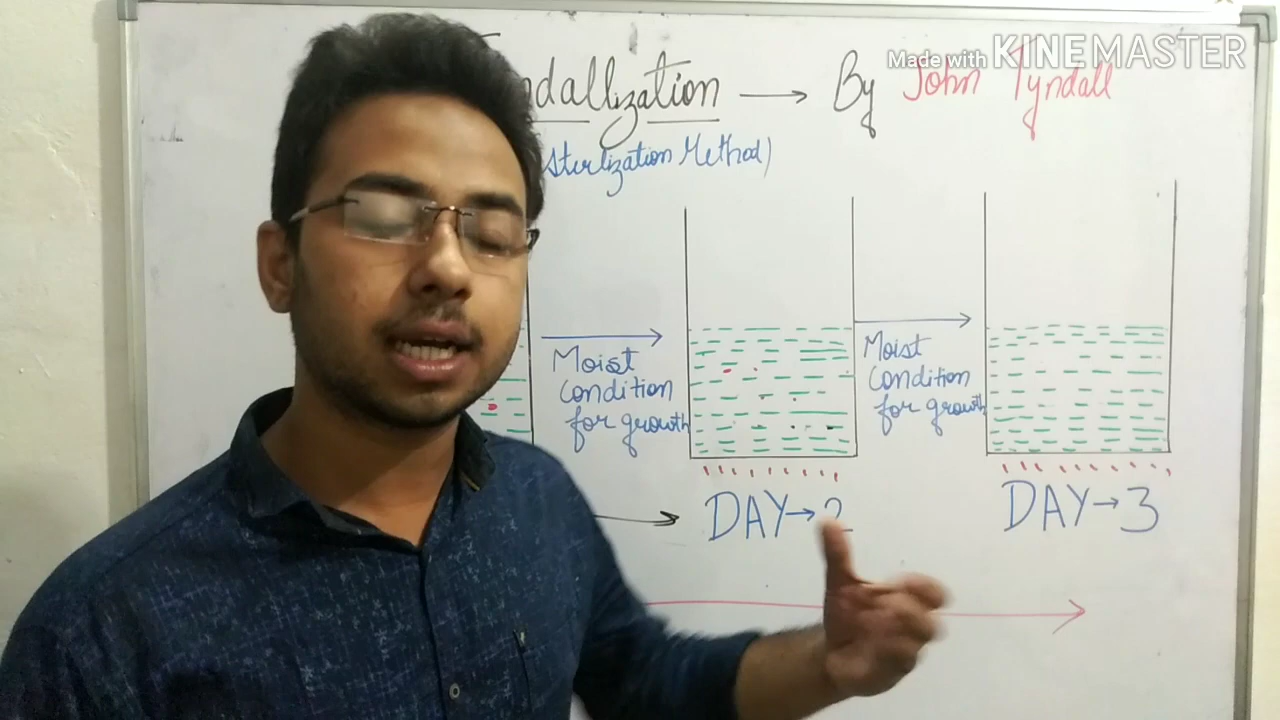 ndallization → By John Tyndall
Made with KINEMASTER
Sterlization Method)
Moist
Condition
for growth
Moist
Condition
for growth
DAY→2
DAY→3